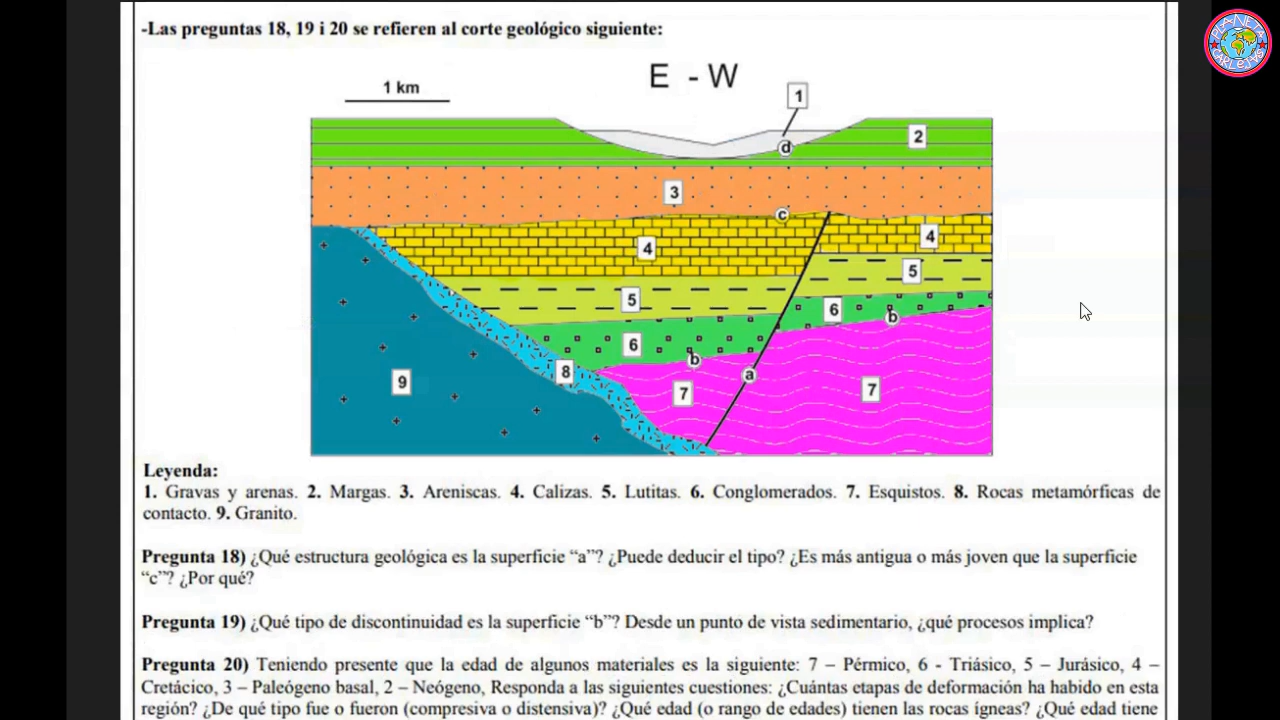 -Las preguntas 18, 19 i 20 se refieren al corte geológico siguiente:
PLANETA
CARLEJAS
E - W
1 km
1
d
2
3
c
4
4
5
5
6
b
6
b
8
a
9
7
7
Leyenda:
1. Gravas y arenas. 2. Margas. 3. Areniscas. 4. Calizas. 5. Lutitas. 6. Conglomerados. 7. Esquistos. 8. Rocas metamórficas de
contacto. 9. Granito.
Pregunta 18) ¿Qué estructura geológica es la superficie “a”? ¿Puede deducir el tipo? ¿Es más antigua o más joven que la superficie
“c”? ¿Por qué?
Pregunta 19) ¿Qué tipo de discontinuidad es la superficie “b”? Desde un punto de vista sedimentario, ¿qué procesos implica?
Pregunta 20) Teniendo presente que la edad de algunos materiales es la siguiente: 7 – Pérmico, 6 - Triásico, 5 – Jurásico, 4 –
Cretácico, 3 – Paleógeno basal, 2 – Neógeno, Responda a las siguientes cuestiones: ¿Cuántas etapas de deformación ha habido en esta
región? ¿De qué tipo fue o fueron (compresiva o distensiva)? ¿Qué edad (o rango de edades) tienen las rocas ígneas? ¿Qué edad tiene